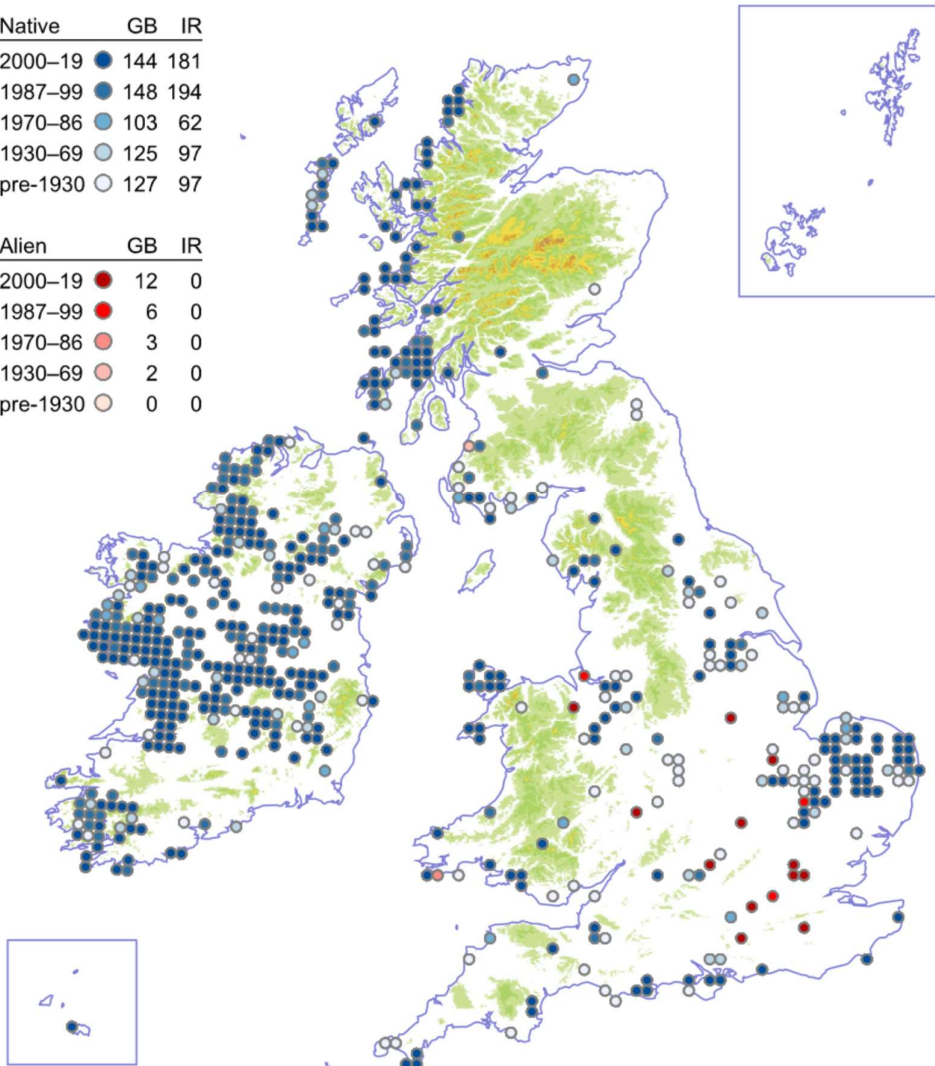 Native GB IR
2000–19 144 181
1987–99 148 194
1970–86 103 62
1930–69 125 97
pre-1930 127 97
Alien GB IR
2000–19 12 0
1987–99 6 0
1970–86 3 0
1930–69 2 0
pre-1930 0 0